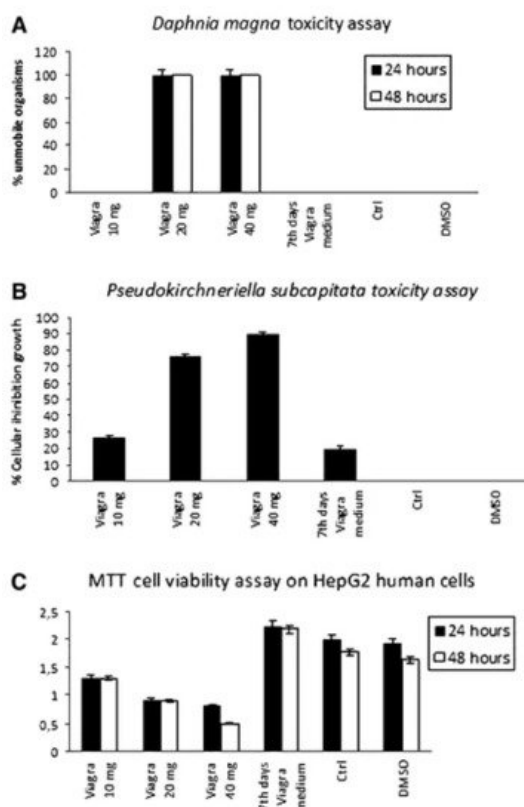 A
Daphnia magna toxicity assay
% unmobile organisms
120
100
80
60
40
20
0
24 hours
48 hours
Viagra 10 mg
Viagra 20 mg
Viagra 40 mg
7th days Viagra medium
Ctrl
DMSO
B
Pseudokirchneriella subcapitata toxicity assay
% Cellular ihinibition growth
100
90
80
70
60
50
40
30
20
10
0
Viagra 10 mg
Viagra 20 mg
Viagra 40 mg
7th days Viagra medium
Ctrl
DMSO
C
MTT cell viability assay on HepG2 human cells
2,5
2
1,5
1
0,5
0
24 hours
48 hours
Viagra 10 mg
Viagra 20 mg
Viagra 40 mg
7th days Viagra medium
Ctrl
DMSO